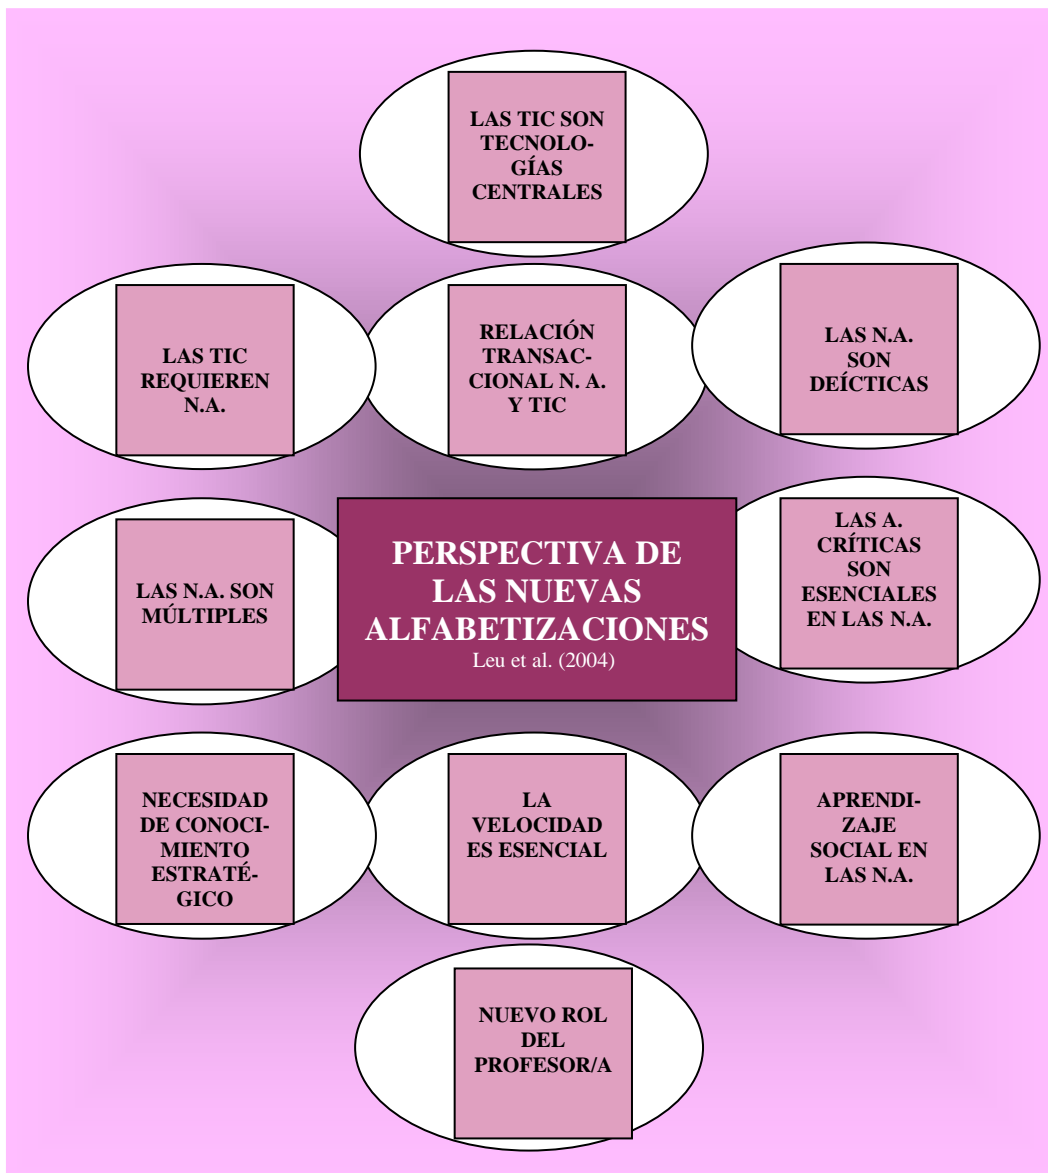 LAS TIC SON
TECNOLO-
GÍAS
CENTRALES
LAS TIC
REQUIEREN
N.A.
RELACIÓN
TRANSAC-
CIONAL N. A.
Y TIC
LAS N.A.
SON
DEÍCTICAS
LAS N.A. SON
MÚLTIPLES
PERSPECTIVA DE
LAS NUEVAS
ALFABETIZACIONES
Leu et al. (2004)
LAS A.
CRÍTICAS
SON
ESENCIALES
EN LAS N.A.
NECESIDAD
DE CONOCI-
MIENTO
ESTRATÉ-
GICO
LA
VELOCIDAD
ES ESENCIAL
APRENDI-
ZAJE
SOCIAL EN
LAS N.A.
NUEVO ROL
DEL
PROFESOR/A